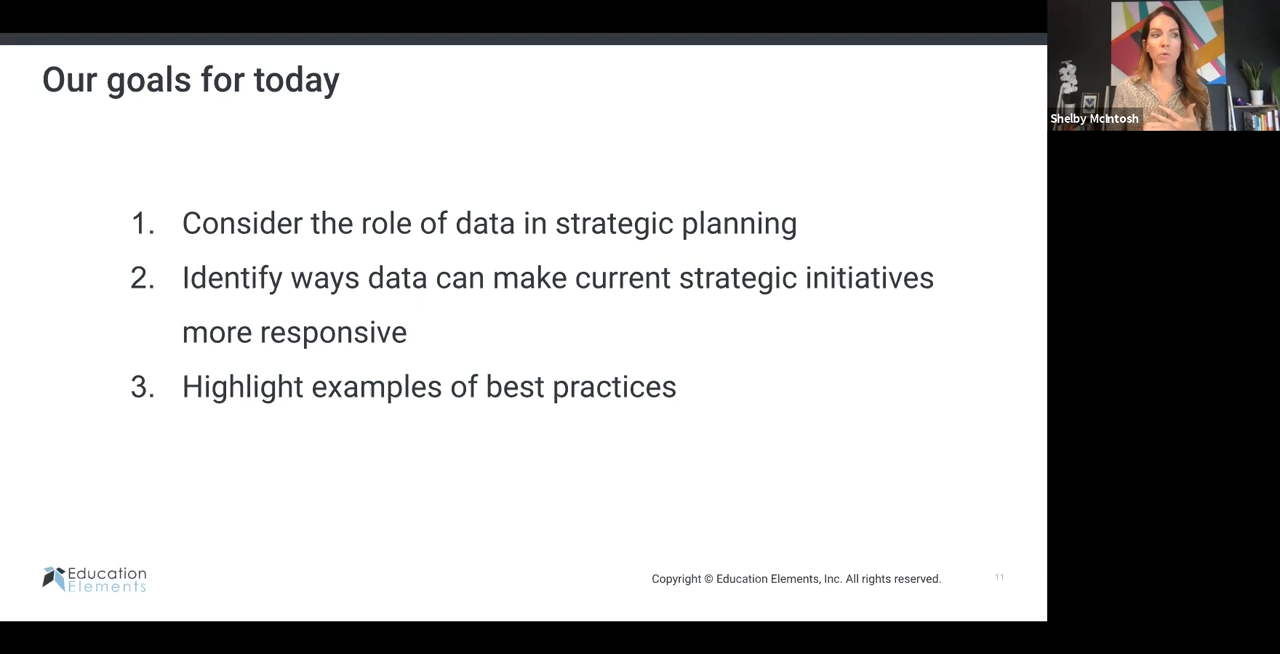 Our goals for today
1. Consider the role of data in strategic planning
2. Identify ways data can make current strategic initiatives
more responsive
3. Highlight examples of best practices
Education
Elements
Copyright © Education Elements, Inc. All rights reserved.
11
Shelby McIntosh